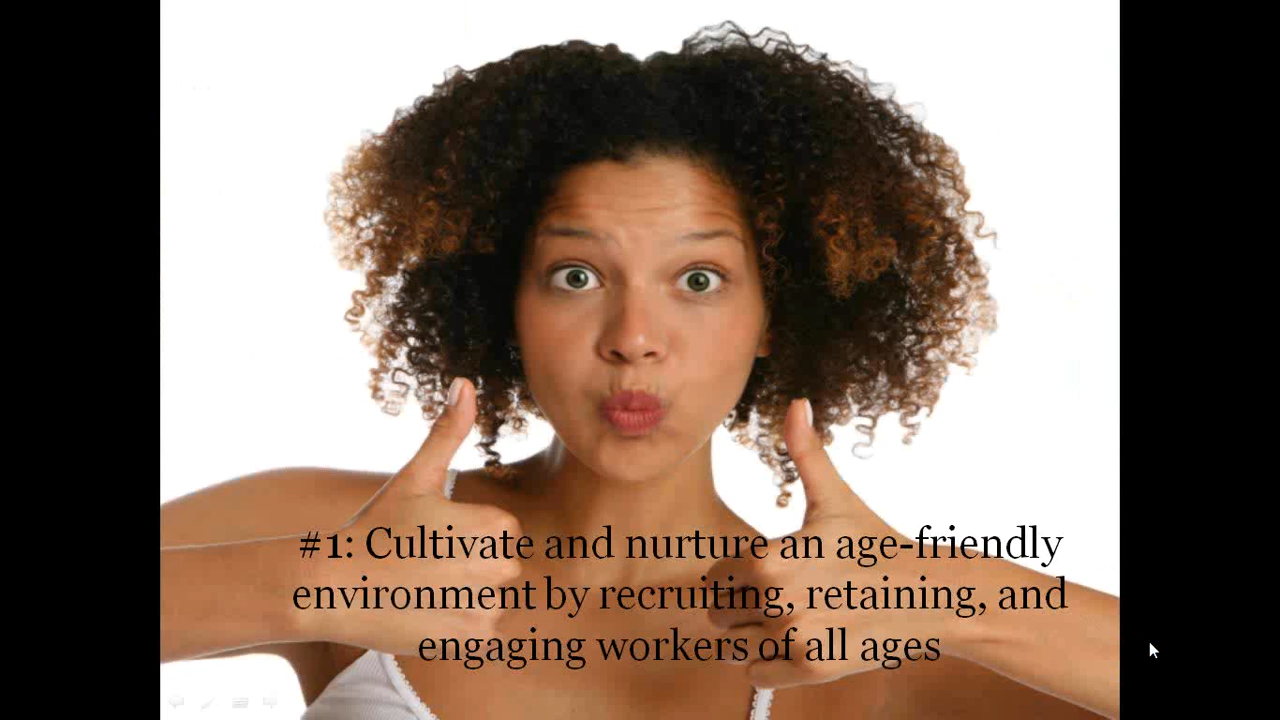 #1: Cultivate and nurture an age-friendly
environment by recruiting, retaining, and
engaging workers of all ages